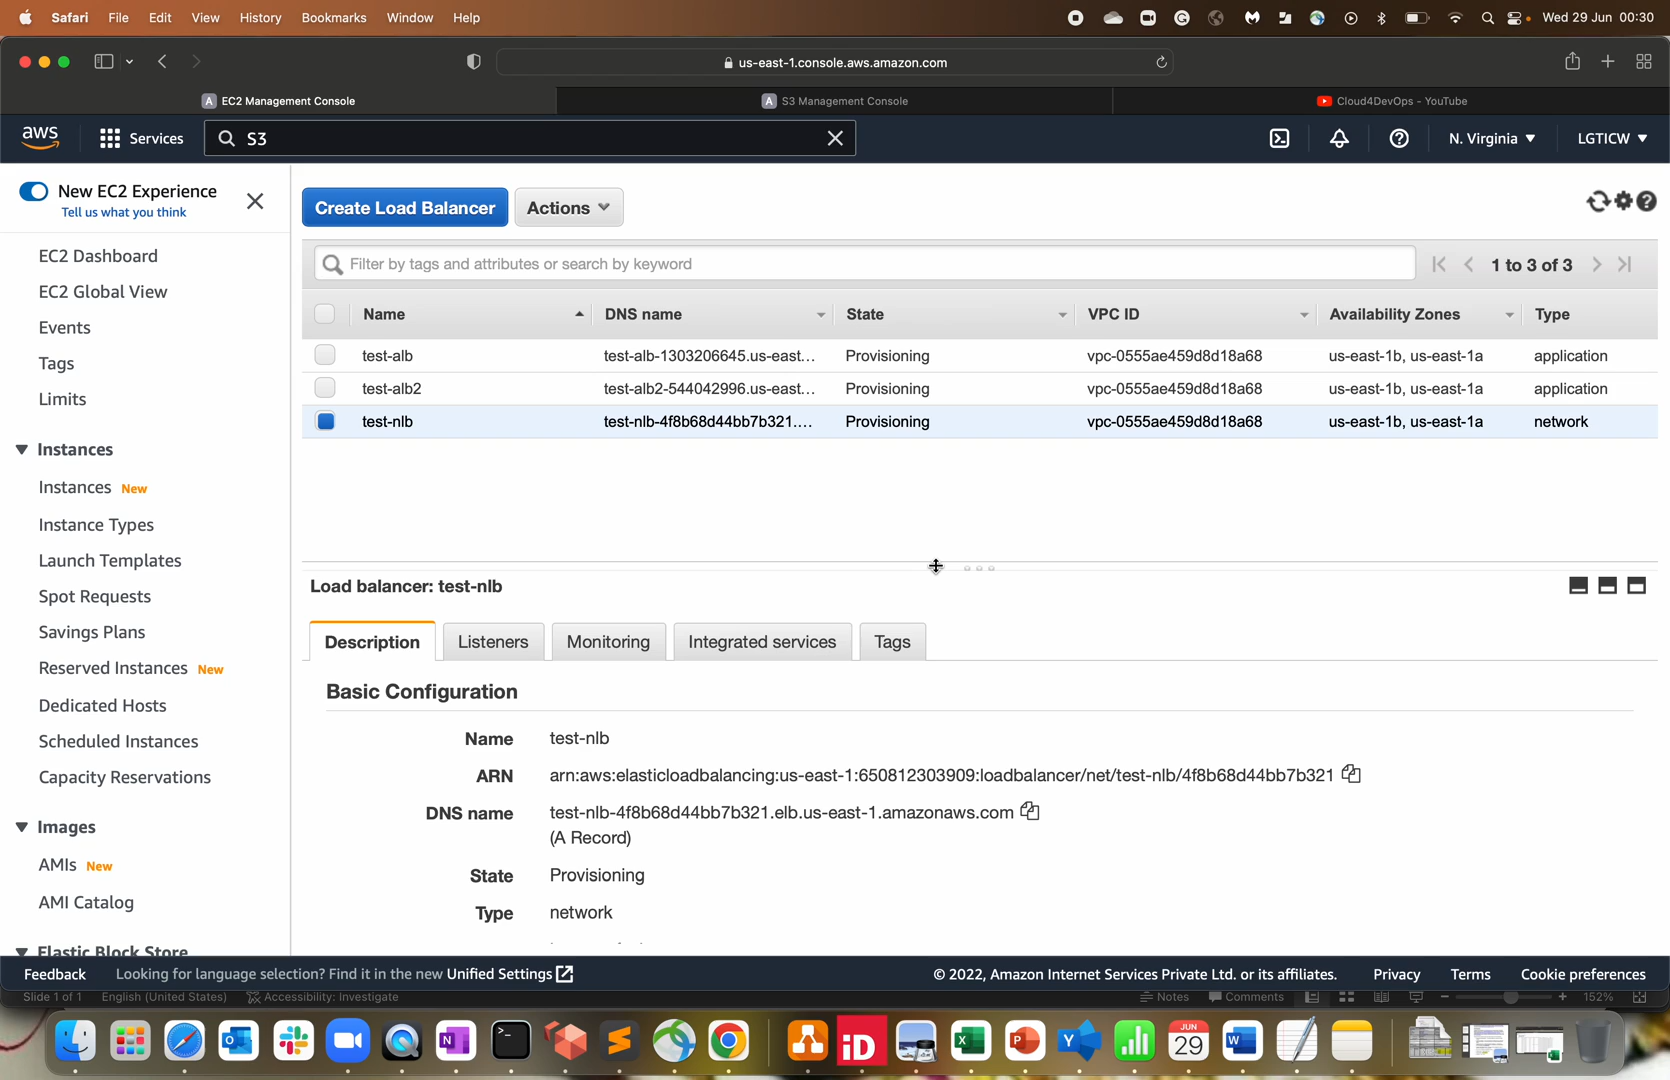 Safari File Edit View History Bookmarks Window Help Wed 29 Jun 00:30
us-east-1.console.aws.amazon.com
EC2 Management Console S3 Management Console Cloud4DevOps - YouTube
aws Services S3 N. Virginia LGTICW
New EC2 Experience
Tell us what you think
EC2 Dashboard
EC2 Global View
Events
Tags
Limits
Instances
Instances New
Instance Types
Launch Templates
Spot Requests
Savings Plans
Reserved Instances New
Dedicated Hosts
Scheduled Instances
Capacity Reservations
Images
AMIs New
AMI Catalog
Elastic Block Store
Create Load Balancer Actions
Filter by tags and attributes or search by keyword 1 to 3 of 3
Name DNS name State VPC ID Availability Zones Type
test-alb test-alb-1303206645.us-east... Provisioning vpc-0555ae459d8d18a68 us-east-1b, us-east-1a application
test-alb2 test-alb2-544042996.us-east... Provisioning vpc-0555ae459d8d18a68 us-east-1b, us-east-1a application
test-nlb test-nlb-4f8b68d44bb7b321.... Provisioning vpc-0555ae459d8d18a68 us-east-1b, us-east-1a network
Load balancer: test-nlb
Description Listeners Monitoring Integrated services Tags
Basic Configuration
Name test-nlb
ARN arn:aws:elasticloadbalancing:us-east-1:650812303909:loadbalancer/net/test-nlb/4f8b68d44bb7b321
DNS name test-nlb-4f8b68d44bb7b321.elb.us-east-1.amazonaws.com
(A Record)
State Provisioning
Type network
Feedback Looking for language selection? Find it in the new Unified Settings © 2022, Amazon Internet Services Private Ltd. or its affiliates. Privacy Terms Cookie preferences
Slide 1 of 1 English (United States) Accessibility: Investigate Notes Comments 152%
JUN
29
iD